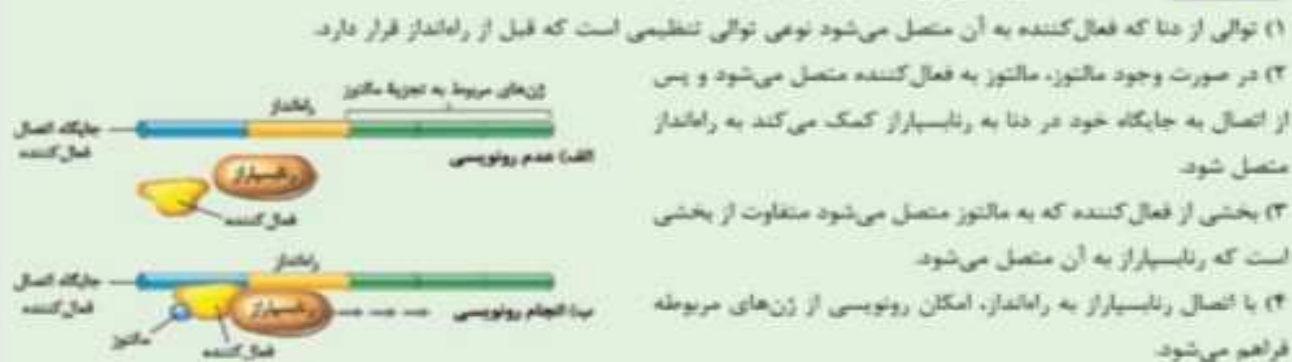 ۱) توالی از دنا که فعال‌کننده به آن متصل می‌شود نوعی توالی تنظیمی است که قبل از راه‌انداز قرار دارد.
۲) در صورت وجود مالتوز، مالتوز به فعال‌کننده متصل می‌شود و پس
از اتصال به جایگاه خود در دنا به رنابسپاراز کمک می‌کند به راه‌انداز
متصل شود.
۳) بخشی از فعال‌کننده که به مالتوز متصل می‌شود متفاوت از بخشی
است که رنابسپاراز به آن متصل می‌شود.
۴) با اتصال رنابسپاراز به راه‌انداز، امکان رونویسی از ژن‌های مربوطه
فراهم می‌شود.
ژن‌های مربوط به تجزیهٔ مالتوز
راه‌انداز
جایگاه اتصال
فعال‌کننده
الف) عدم رونویسی
رنابسپاراز
فعال‌کننده
راه‌انداز
جایگاه اتصال
فعال‌کننده
رنابسپاراز
ب) انجام رونویسی
مالتوز
فعال‌کننده